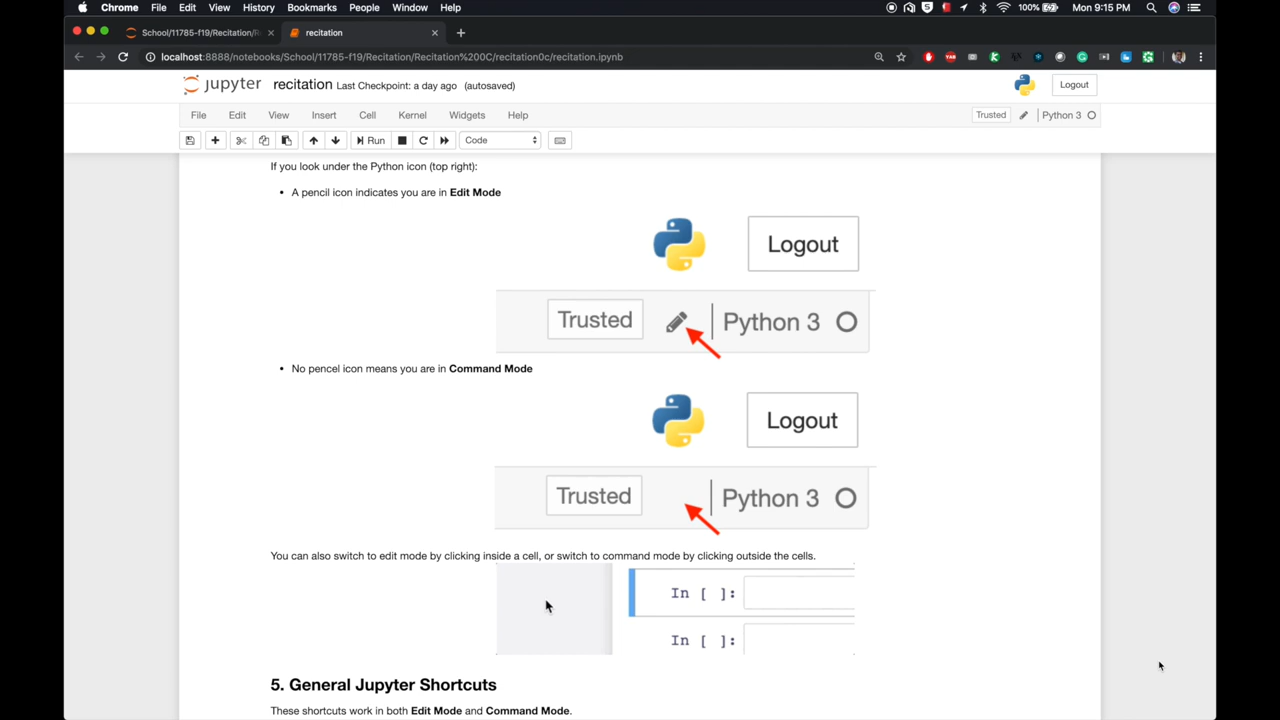 Chrome File Edit View History Bookmarks People Window Help 100% Mon 9:15 PM
School/11785-f19/Recitation/R recitation
localhost:8888/notebooks/School/11785-f19/Recitation/Recitation%200C/recitation0c/recitation.ipynb
jupyter recitation Last Checkpoint: a day ago (autosaved) Logout
File Edit View Insert Cell Kernel Widgets Help Trusted Python 3
Run Code
If you look under the Python icon (top right):
• A pencil icon indicates you are in Edit Mode
Logout
Trusted Python 3
• No pencel icon means you are in Command Mode
Logout
Trusted Python 3
You can also switch to edit mode by clicking inside a cell, or switch to command mode by clicking outside the cells.
In [ ]:
In [ ]:
5. General Jupyter Shortcuts
These shortcuts work in both Edit Mode and Command Mode.